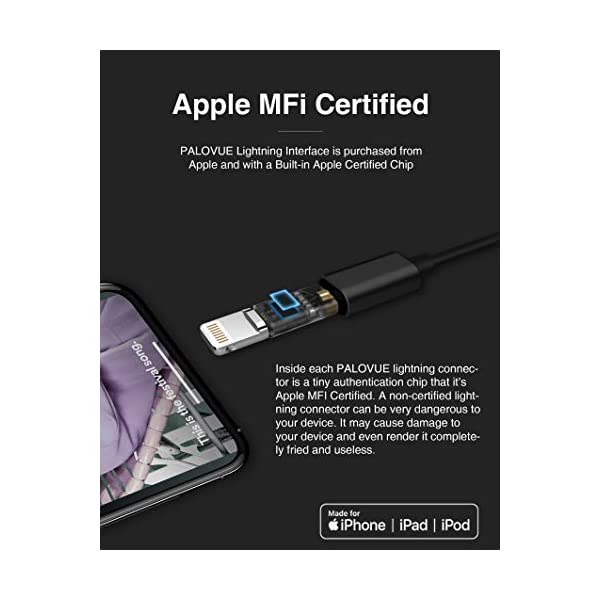 Apple MFi Certified
PALOVUE Lightning Interface is purchased from
Apple and with a Built-in Apple Certified Chip
This is the festival song.
Inside each PALOVUE lightning connec-
tor is a tiny authentication chip that it's
Apple MFI Certified. A non-certified light-
ning connector can be very dangerous to
your device. It may cause damage to
your device and even render it complete-
ly fried and useless.
Made for
iPhone | iPad | iPod